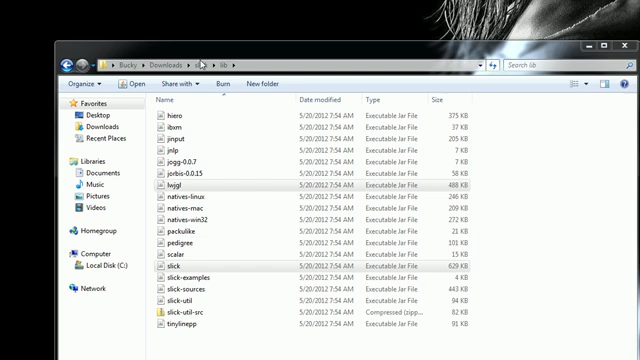 Bucky Downloads lib Search lib
Organize Open Share with Burn New folder
Favorites
Desktop
Downloads
Recent Places
Libraries
Documents
Music
Pictures
Videos
Homegroup
Computer
Local Disk (C:)
Network
Name Date modified Type Size
hiero 5/20/2012 7:54 AM Executable Jar File 375 KB
ibxm 5/20/2012 7:54 AM Executable Jar File 37 KB
jinput 5/20/2012 7:54 AM Executable Jar File 205 KB
jnlp 5/20/2012 7:54 AM Executable Jar File 7 KB
jogg-0.0.7 5/20/2012 7:54 AM Executable Jar File 7 KB
jorbis-0.0.15 5/20/2012 7:54 AM Executable Jar File 58 KB
lwjgl 5/20/2012 7:54 AM Executable Jar File 488 KB
natives-linux 5/20/2012 7:54 AM Executable Jar File 246 KB
natives-mac 5/20/2012 7:54 AM Executable Jar File 209 KB
natives-win32 5/20/2012 7:54 AM Executable Jar File 272 KB
packulike 5/20/2012 7:54 AM Executable Jar File 21 KB
pedigree 5/20/2012 7:54 AM Executable Jar File 101 KB
scalar 5/20/2012 7:54 AM Executable Jar File 15 KB
slick 5/20/2012 7:54 AM Executable Jar File 629 KB
slick-examples 5/20/2012 7:54 AM Executable Jar File 4 KB
slick-sources 5/20/2012 7:54 AM Executable Jar File 443 KB
slick-util 5/20/2012 7:54 AM Executable Jar File 94 KB
slick-util-src 5/20/2012 7:54 AM Compressed (zipp... 82 KB
tinylinepp 5/20/2012 7:54 AM Executable Jar File 91 KB